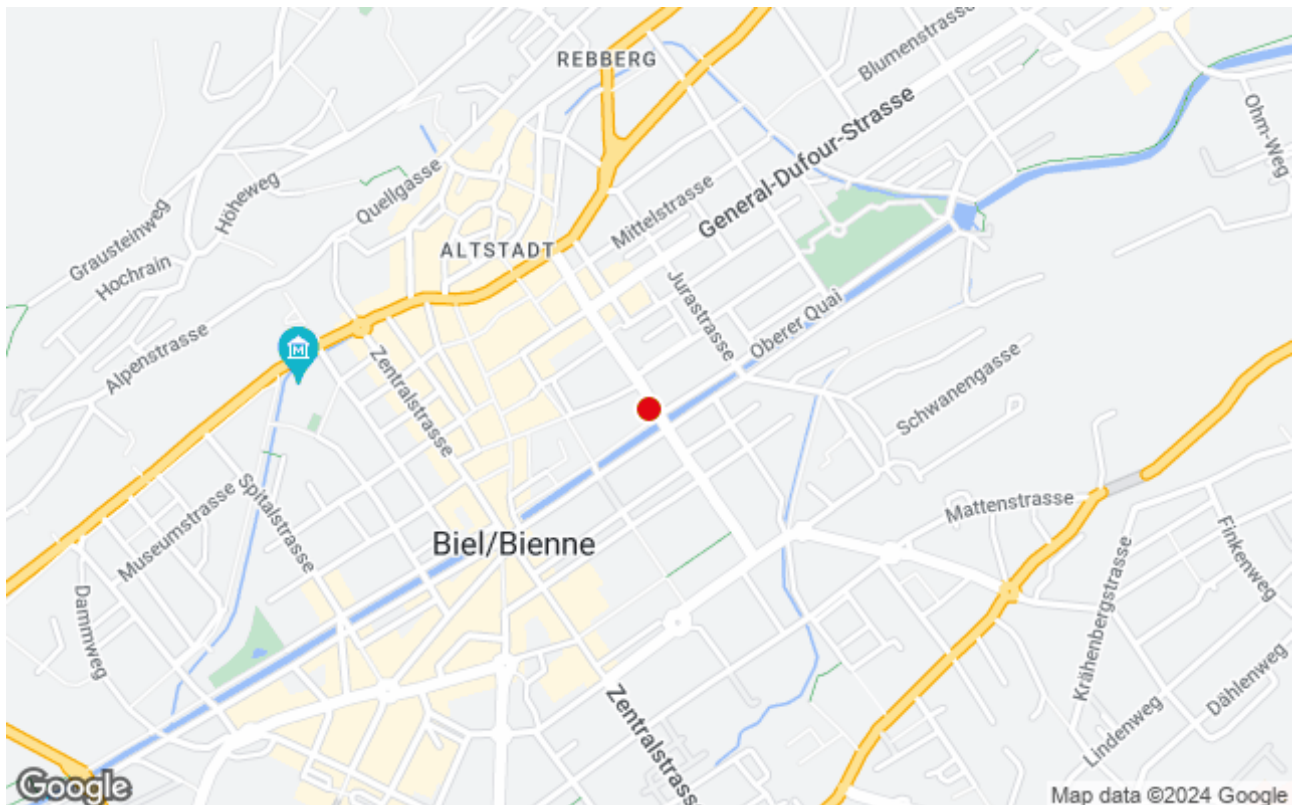 REBBERG
Blumenstrasse
Ohm-Weg
General-Dufour-Strasse
Höheweg
Quellgasse
Grausteinweg
Hochrain
ALTSTADT
Mittelstrasse
Jurastrasse
Oberer Quai
Alpenstrasse
M
Zentralstrasse
Schwanengasse
Museumstrasse
Spitalstrasse
Mattenstrasse
Biel/Bienne
Krähenbergstrasse
Finkenweg
Dammweg
Zentralstrasse
Lindenweg
Dählenweg
Google
Map data ©2024 Google